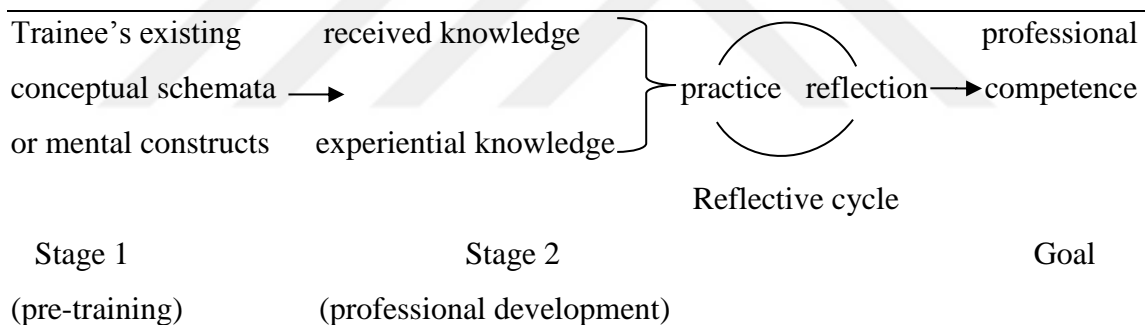 Trainee’s existing received knowledge professional
conceptual schemata practice reflection competence
or mental constructs experiential knowledge
Reflective cycle
Stage 1 Stage 2 Goal
(pre-training) (professional development)